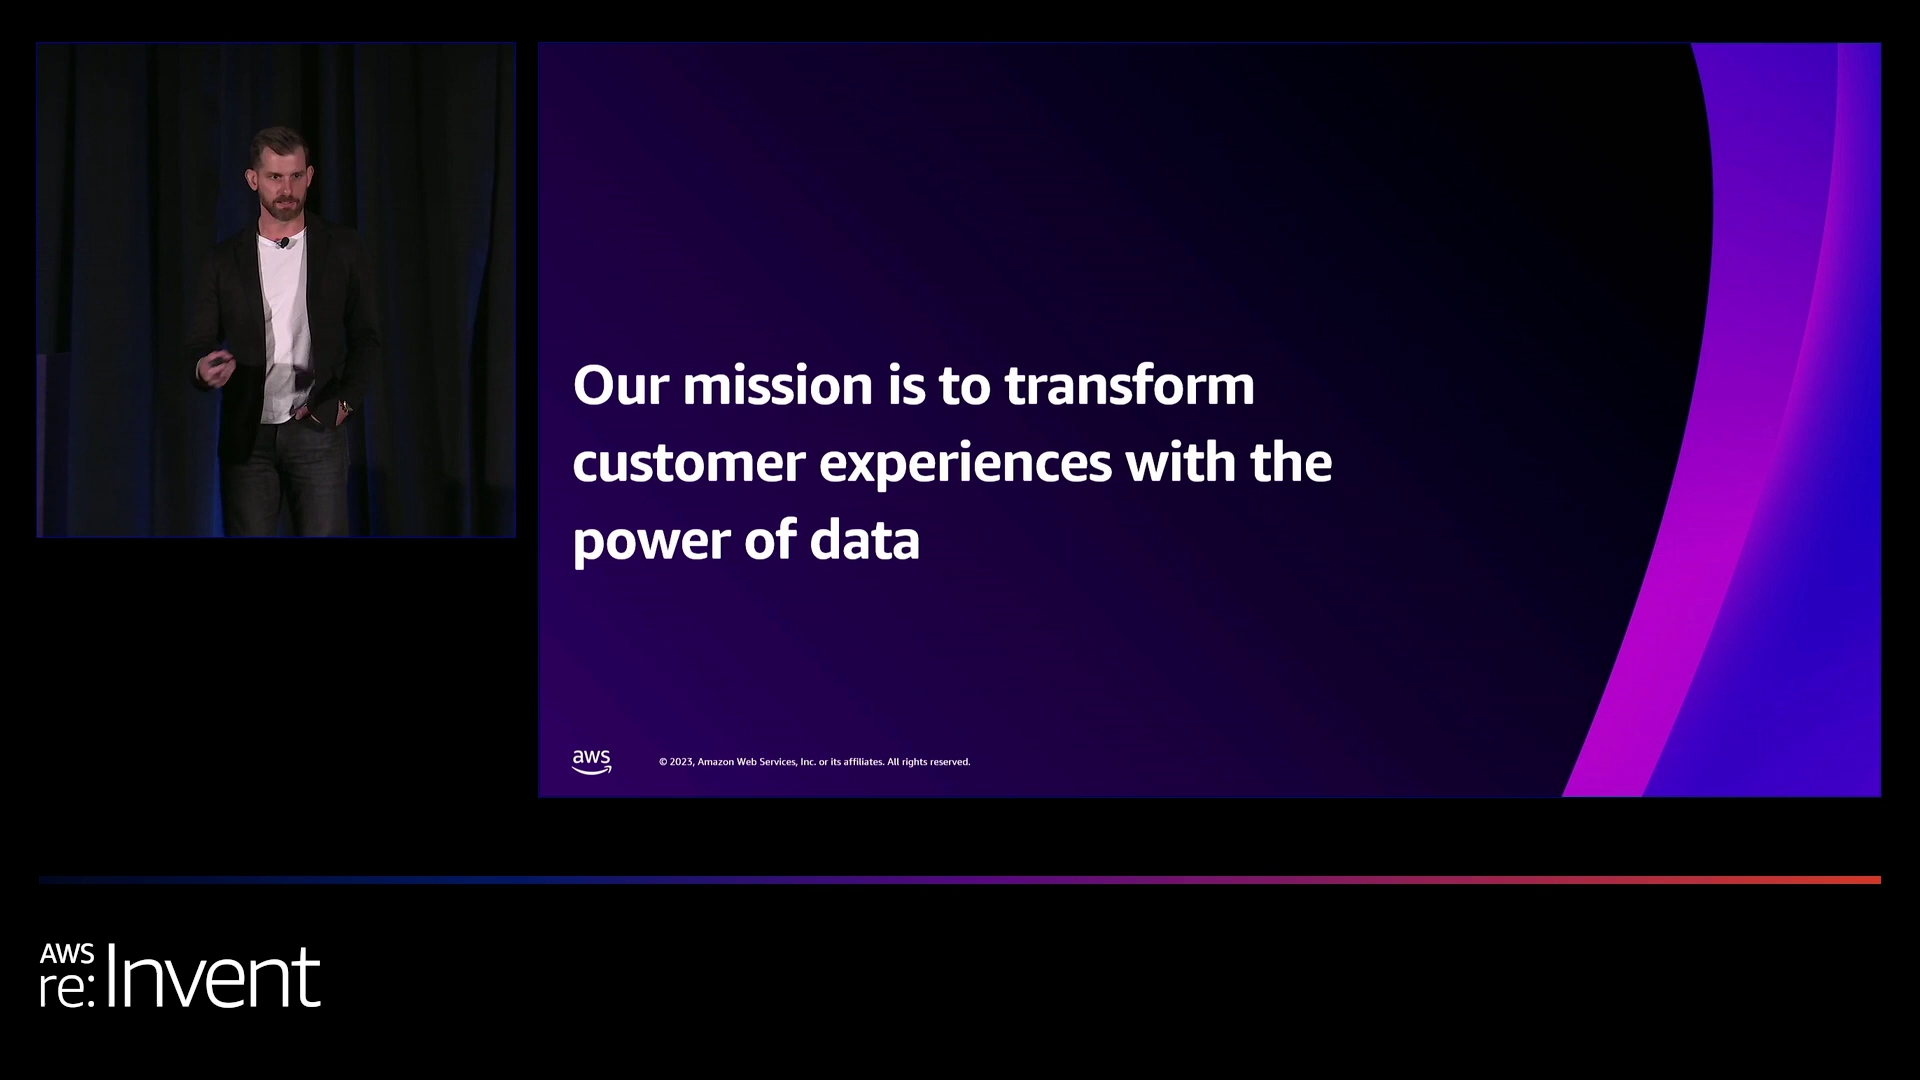 Our mission is to transform
customer experiences with the
power of data
aws
© 2023, Amazon Web Services, Inc. or its affiliates. All rights reserved.
AWS
re:Invent